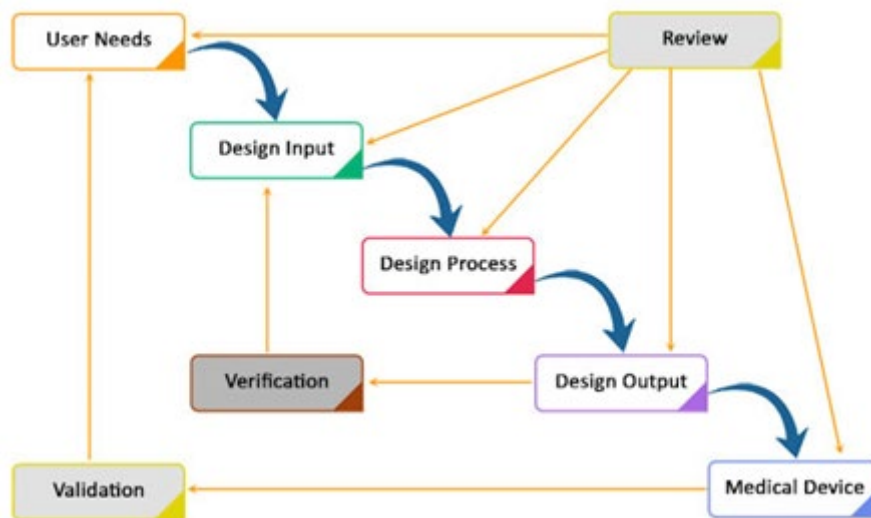 User Needs
Review
Design Input
Design Process
Verification
Design Output
Validation
Medical Device